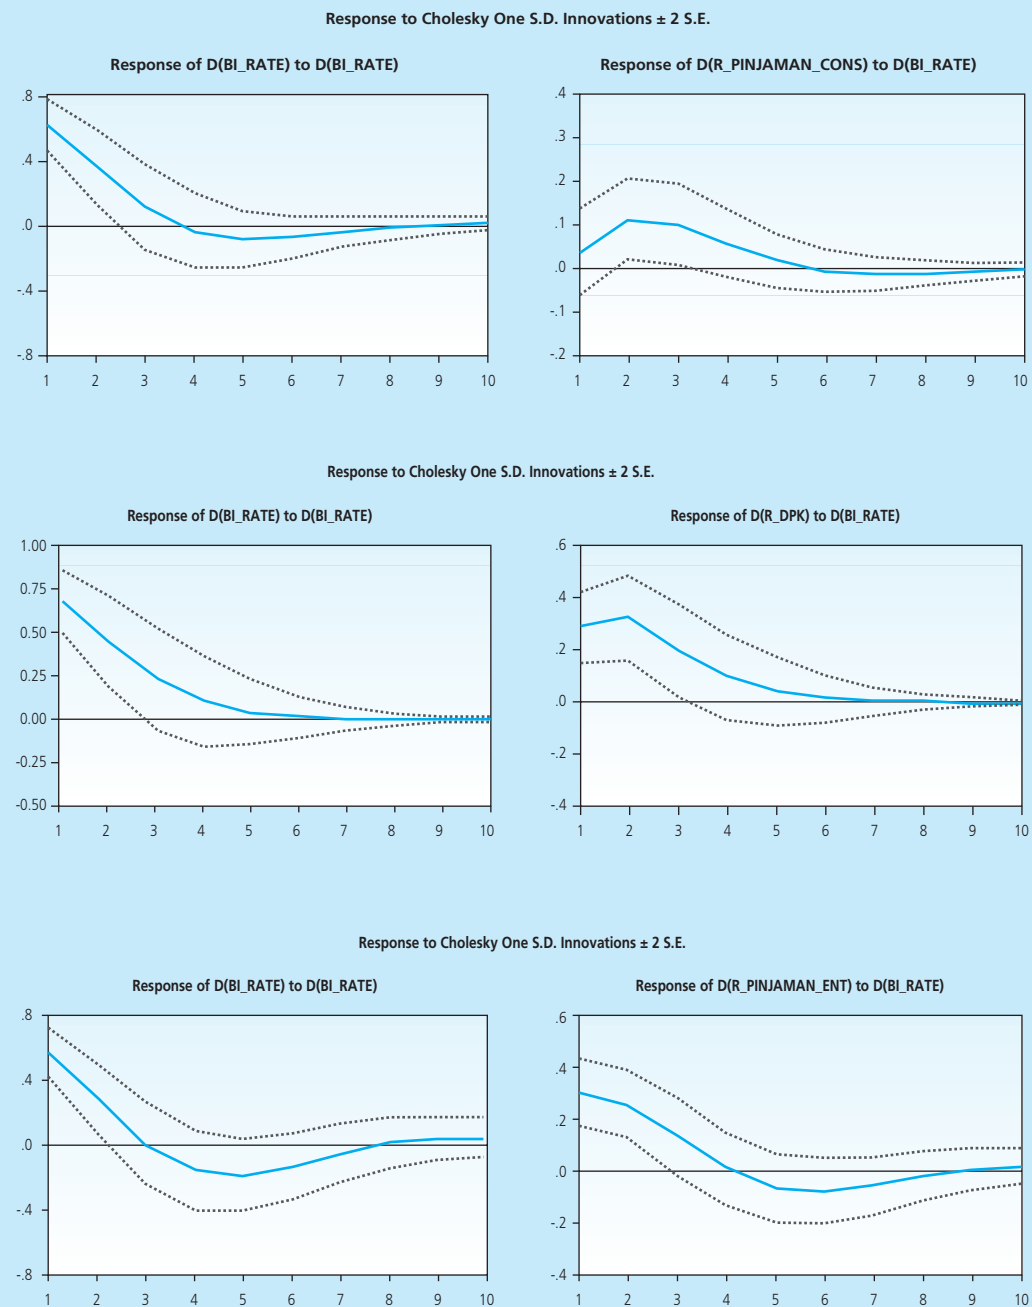 Response to Cholesky One S.D. Innovations ± 2 S.E.
Response of D(BI_RATE) to D(BI_RATE)
.8
.4
.0
-.4
-.8
1 2 3 4 5 6 7 8 9 10
Response of D(R_PINJAMAN_CONS) to D(BI_RATE)
.4
.3
.2
.1
.0
-.1
-.2
1 2 3 4 5 6 7 8 9 10
Response to Cholesky One S.D. Innovations ± 2 S.E.
Response of D(BI_RATE) to D(BI_RATE)
1.00
0.75
0.50
0.25
0.00
-0.25
-0.50
1 2 3 4 5 6 7 8 9 10
Response of D(R_DPK) to D(BI_RATE)
.6
.4
.2
.0
-.2
-.4
1 2 3 4 5 6 7 8 9 10
Response to Cholesky One S.D. Innovations ± 2 S.E.
Response of D(BI_RATE) to D(BI_RATE)
.8
.4
.0
-.4
-.8
1 2 3 4 5 6 7 8 9 10
Response of D(R_PINJAMAN_ENT) to D(BI_RATE)
.6
.4
.2
.0
-.2
-.4
1 2 3 4 5 6 7 8 9 10